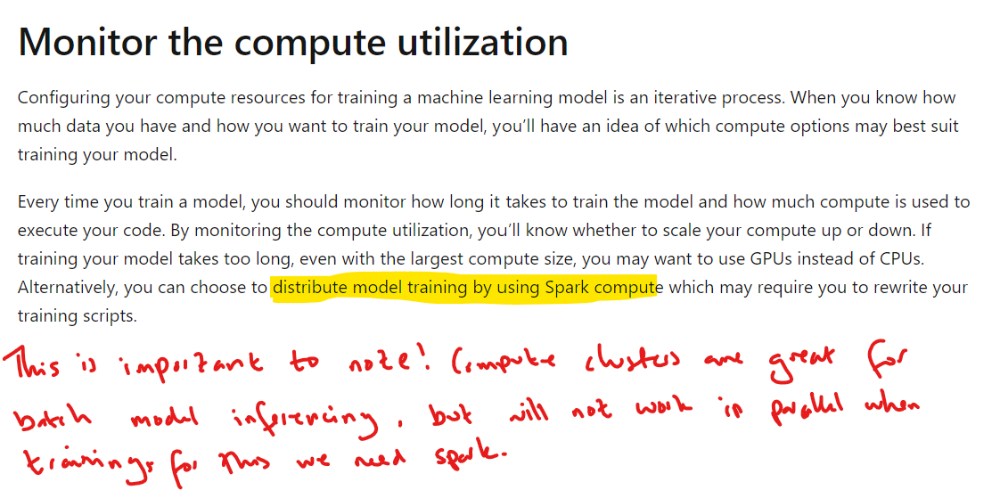 Monitor the compute utilization
Configuring your compute resources for training a machine learning model is an iterative process. When you know how
much data you have and how you want to train your model, you’ll have an idea of which compute options may best suit
training your model.
Every time you train a model, you should monitor how long it takes to train the model and how much compute is used to
execute your code. By monitoring the compute utilization, you’ll know whether to scale your compute up or down. If
training your model takes too long, even with the largest compute size, you may want to use GPUs instead of CPUs.
Alternatively, you can choose to distribute model training by using Spark compute which may require you to rewrite your
training scripts.
This is important to note! Compute clusters are great for
batch model inferencing, but will not work in parallel when
training, for this we need spark.